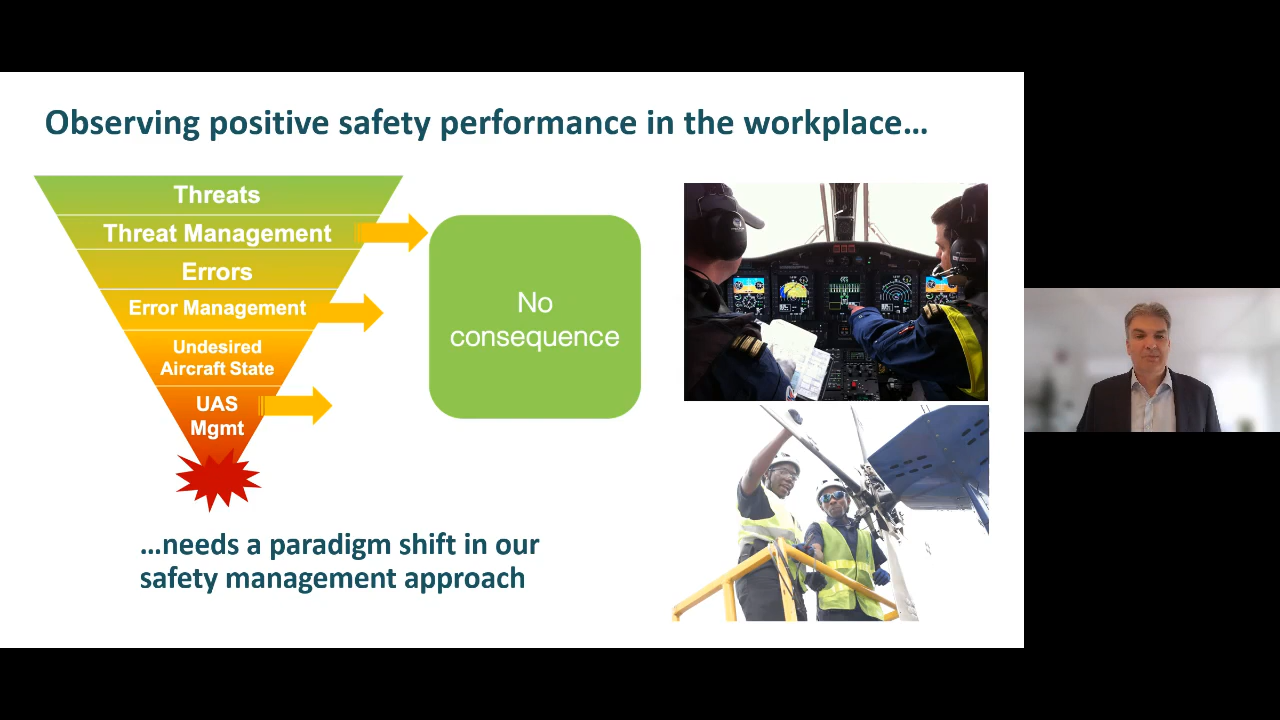 Observing positive safety performance in the workplace…
Threats
Threat Management
Errors
Error Management
Undesired
Aircraft State
UAS
Mgmt
No
consequence
…needs a paradigm shift in our
safety management approach